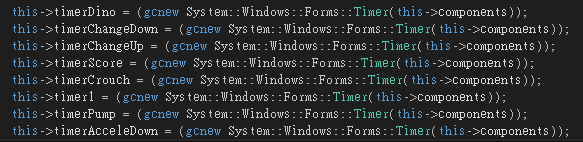 this->timerDino = (gcnew System::Windows::Forms::Timer(this->components));
this->timerChangeDown = (gcnew System::Windows::Forms::Timer(this->components));
this->timerChangeUp = (gcnew System::Windows::Forms::Timer(this->components));
this->timerScore = (gcnew System::Windows::Forms::Timer(this->components));
this->timerCrouch = (gcnew System::Windows::Forms::Timer(this->components));
this->timer1 = (gcnew System::Windows::Forms::Timer(this->components));
this->timerPump = (gcnew System::Windows::Forms::Timer(this->components));
this->timerAcceleDown = (gcnew System::Windows::Forms::Timer(this->components));